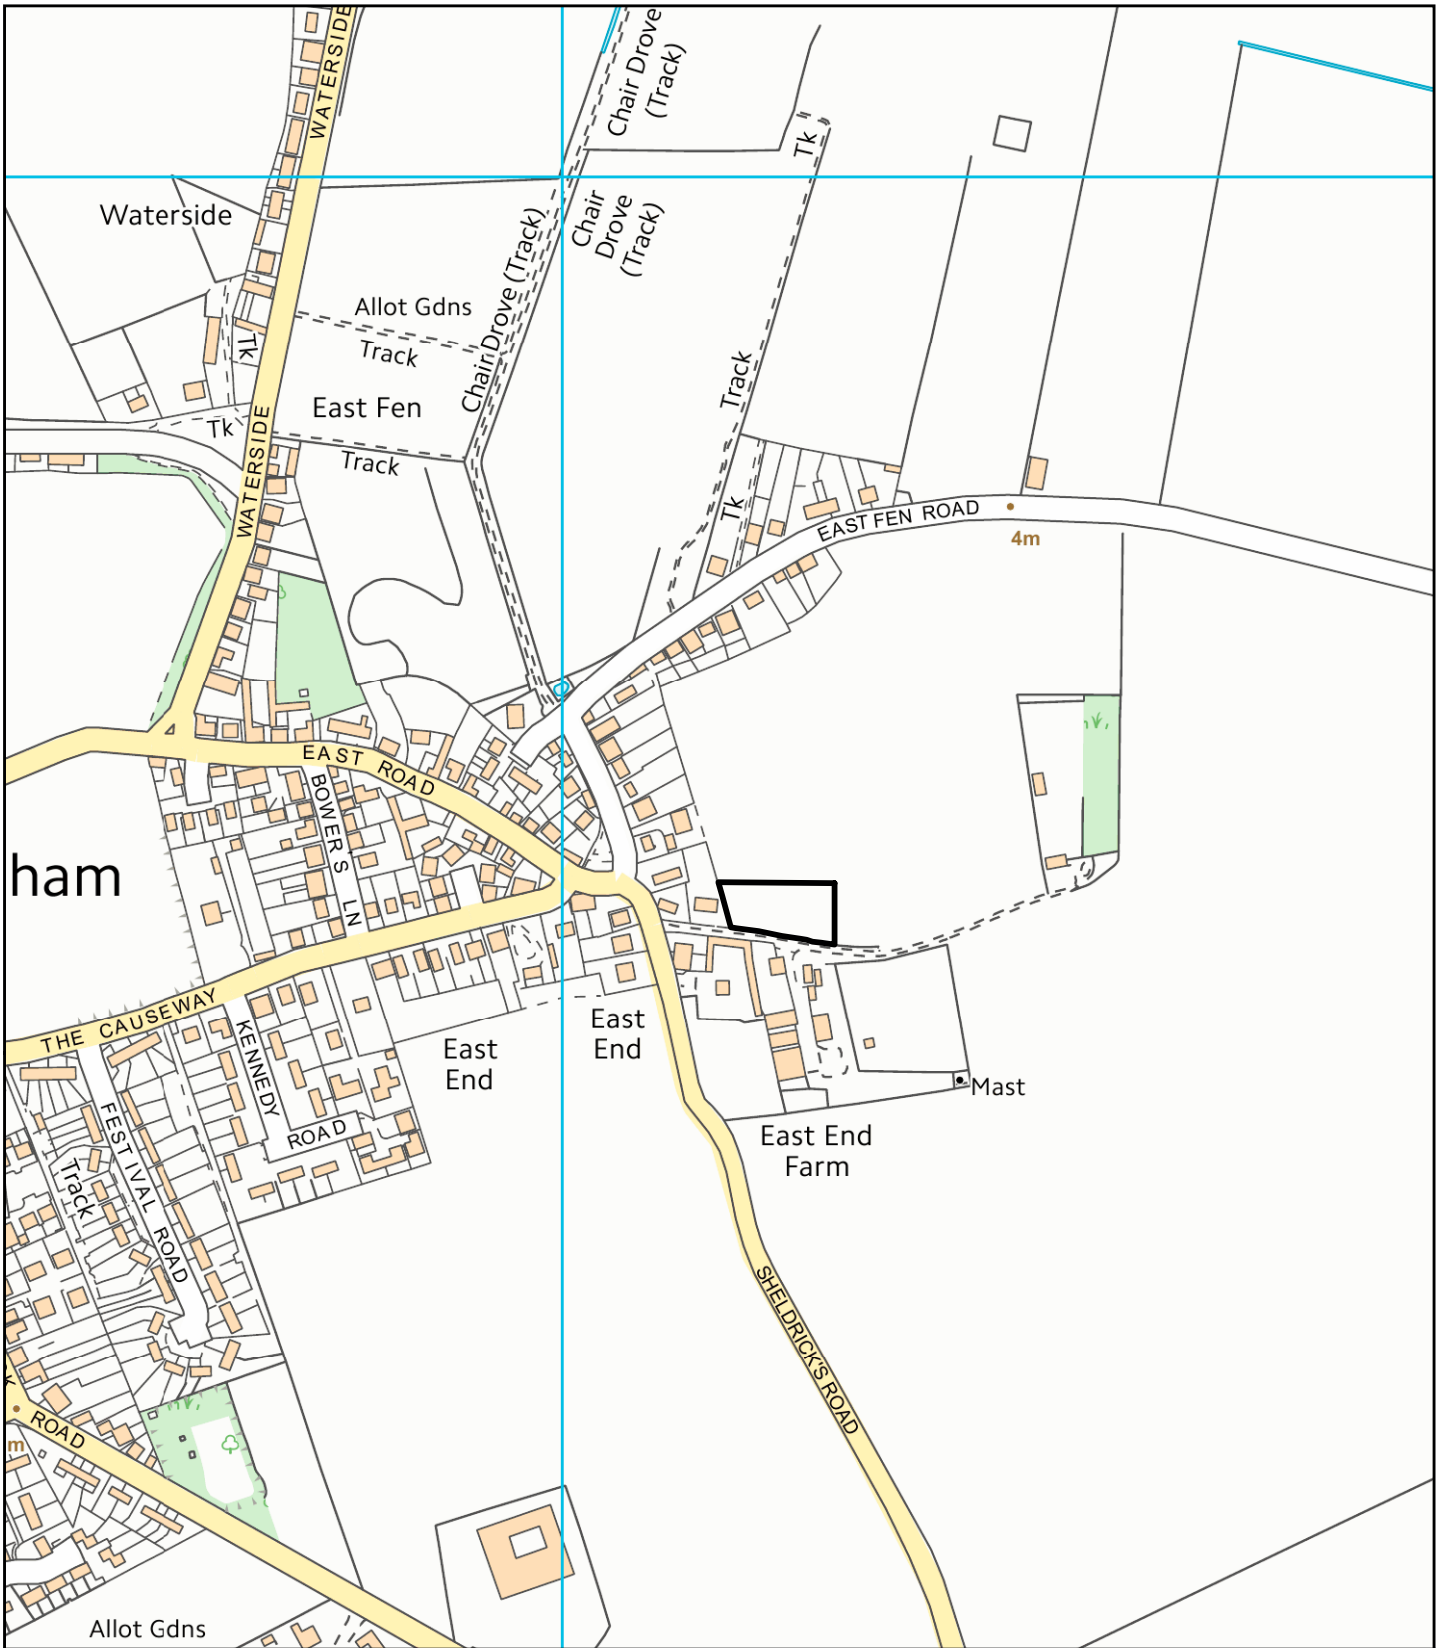 WATERSIDE
Chair Drove
(Track)
Tk
Waterside
Chair
Drove
(Track)
Chair Drove (Track)
Allot Gdns
Track
Tk
East Fen
Track
Tk
Track
WATERSIDE
Tk
EAST FEN ROAD
4m
EAST ROAD
BOWER'S LN
ham
THE CAUSEWAY
KENNEDY
ROAD
East
End
East
End
Mast
East End
Farm
FESTIVAL ROAD
Track
SHELDRICK'S ROAD
K
ROAD
m
Allot Gdns